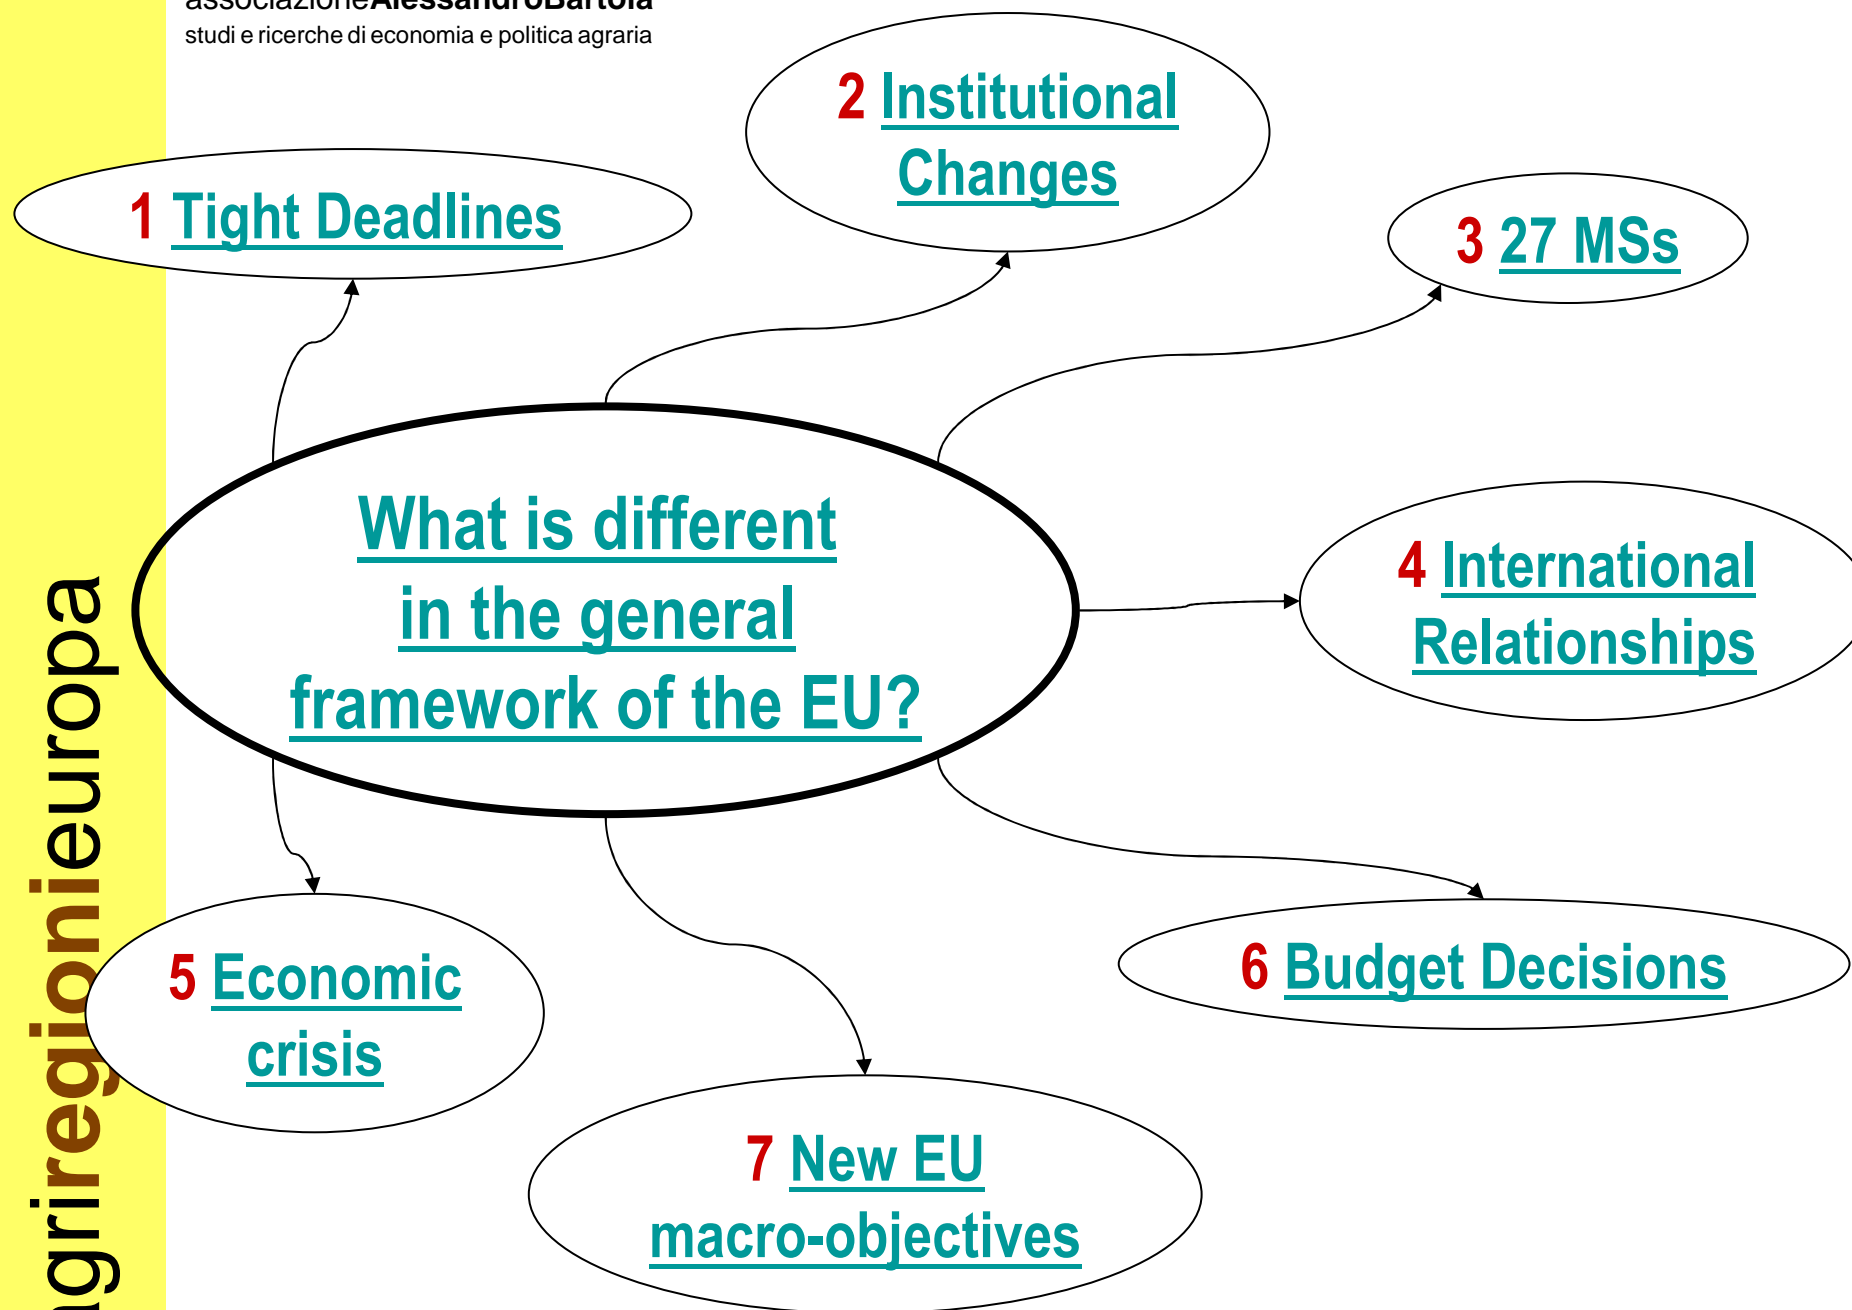 associazioneAlessandroBartola
studi e ricerche di economia e politica agraria
1 Tight Deadlines
2 Institutional
Changes
3 27 MSs
What is different
in the general
framework of the EU?
4 International
Relationships
5 Economic
crisis
6 Budget Decisions
7 New EU
macro-objectives
agriregionieuropa